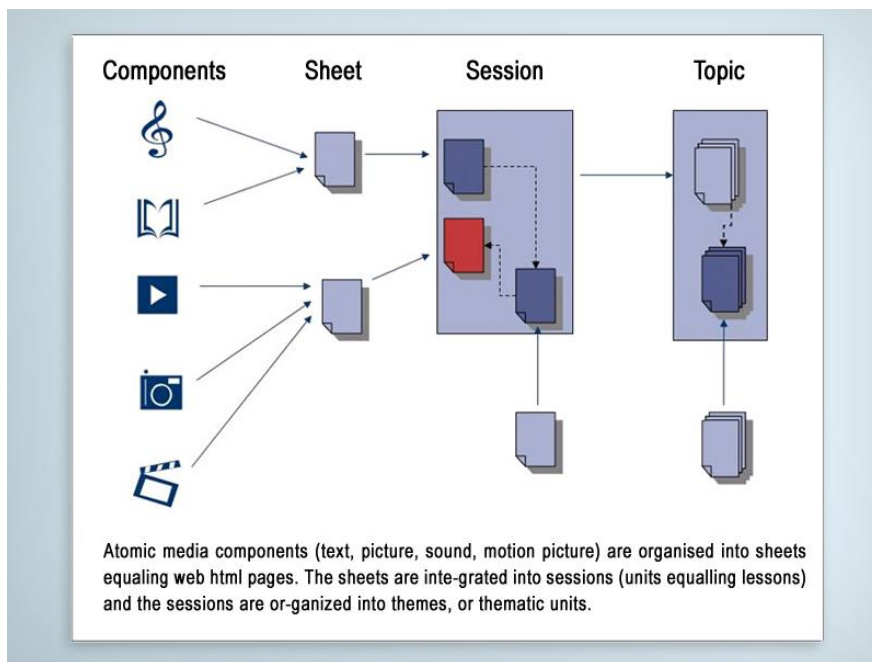 Components Sheet Session Topic
Atomic media components (text, picture, sound, motion picture) are organised into sheets
equaling web html pages. The sheets are inte-grated into sessions (units equalling lessons)
and the sessions are or-ganized into themes, or thematic units.